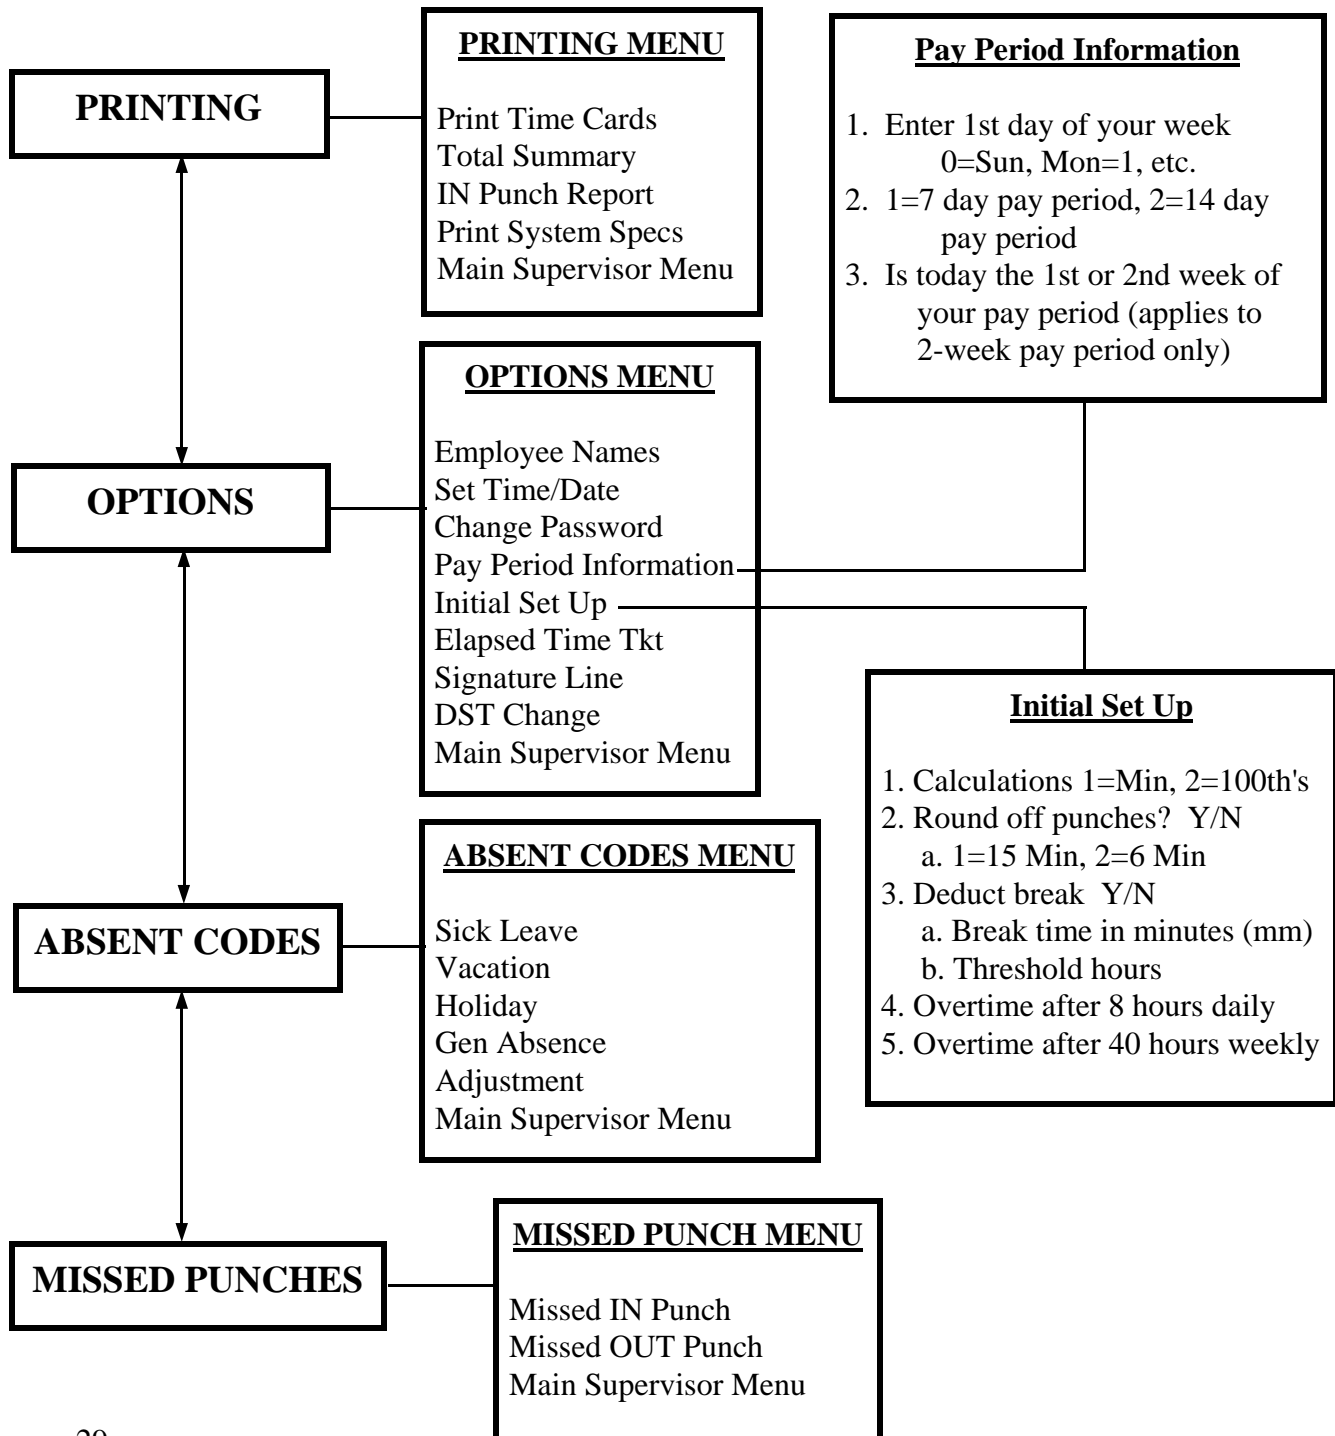 PRINTING
PRINTING MENU
Print Time Cards
Total Summary
IN Punch Report
Print System Specs
Main Supervisor Menu
Pay Period Information
1. Enter 1st day of your week
0=Sun, Mon=1, etc.
2. 1=7 day pay period, 2=14 day
pay period
3. Is today the 1st or 2nd week of
your pay period (applies to
2-week pay period only)
OPTIONS
OPTIONS MENU
Employee Names
Set Time/Date
Change Password
Pay Period Information
Initial Set Up
Elapsed Time Tkt
Signature Line
DST Change
Main Supervisor Menu
Initial Set Up
1. Calculations 1=Min, 2=100th's
2. Round off punches? Y/N
a. 1=15 Min, 2=6 Min
3. Deduct break Y/N
a. Break time in minutes (mm)
b. Threshold hours
4. Overtime after 8 hours daily
5. Overtime after 40 hours weekly
ABSENT CODES
ABSENT CODES MENU
Sick Leave
Vacation
Holiday
Gen Absence
Adjustment
Main Supervisor Menu
MISSED PUNCHES
MISSED PUNCH MENU
Missed IN Punch
Missed OUT Punch
Main Supervisor Menu